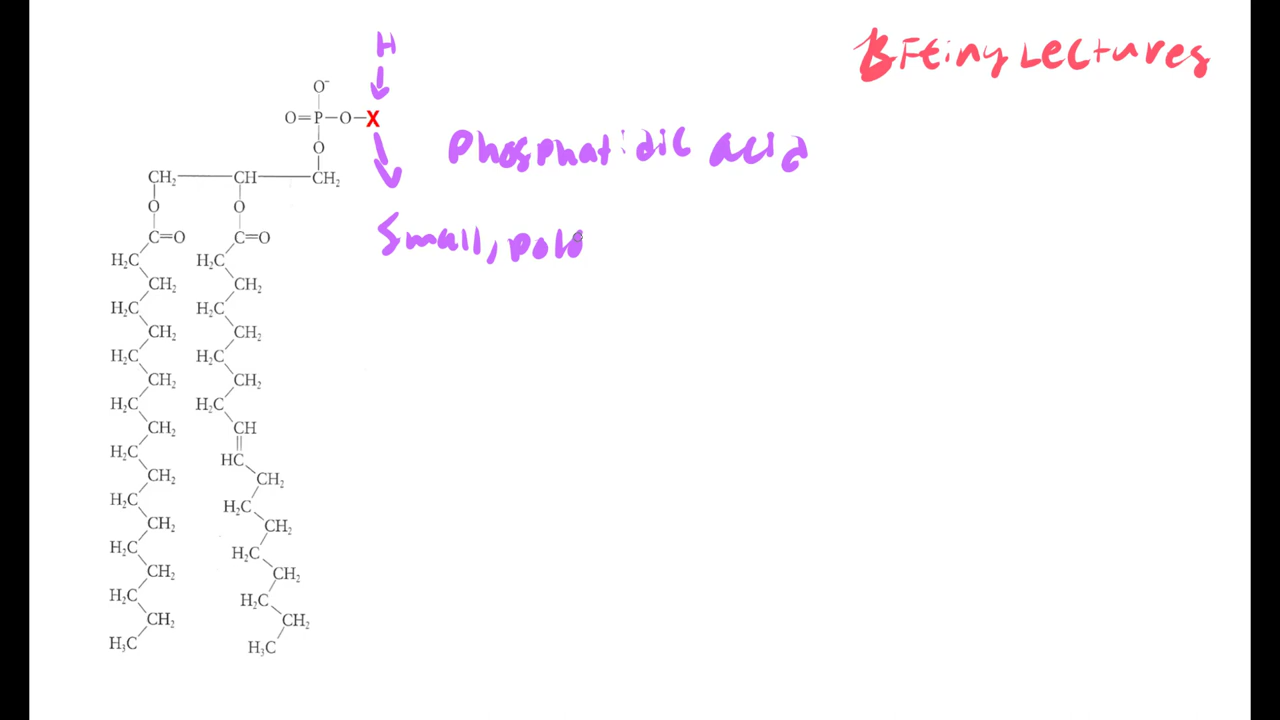 H
BFeiny Lectures
O⁻
O=P–O–X
Phosphatidic acid
O
CH₂ CH CH₂
O O
Small, pola
C=O C=O
H₂C H₂C
CH₂ CH₂
H₂C H₂C
CH₂ CH₂
H₂C H₂C
CH₂ CH₂
H₂C H₂C
CH₂ CH
H₂C HC
CH₂ CH₂
H₂C H₂C
CH₂ CH₂
H₂C H₂C
CH₂ CH₂
H₂C H₂C
CH₂ CH₂
H₃C H₃C